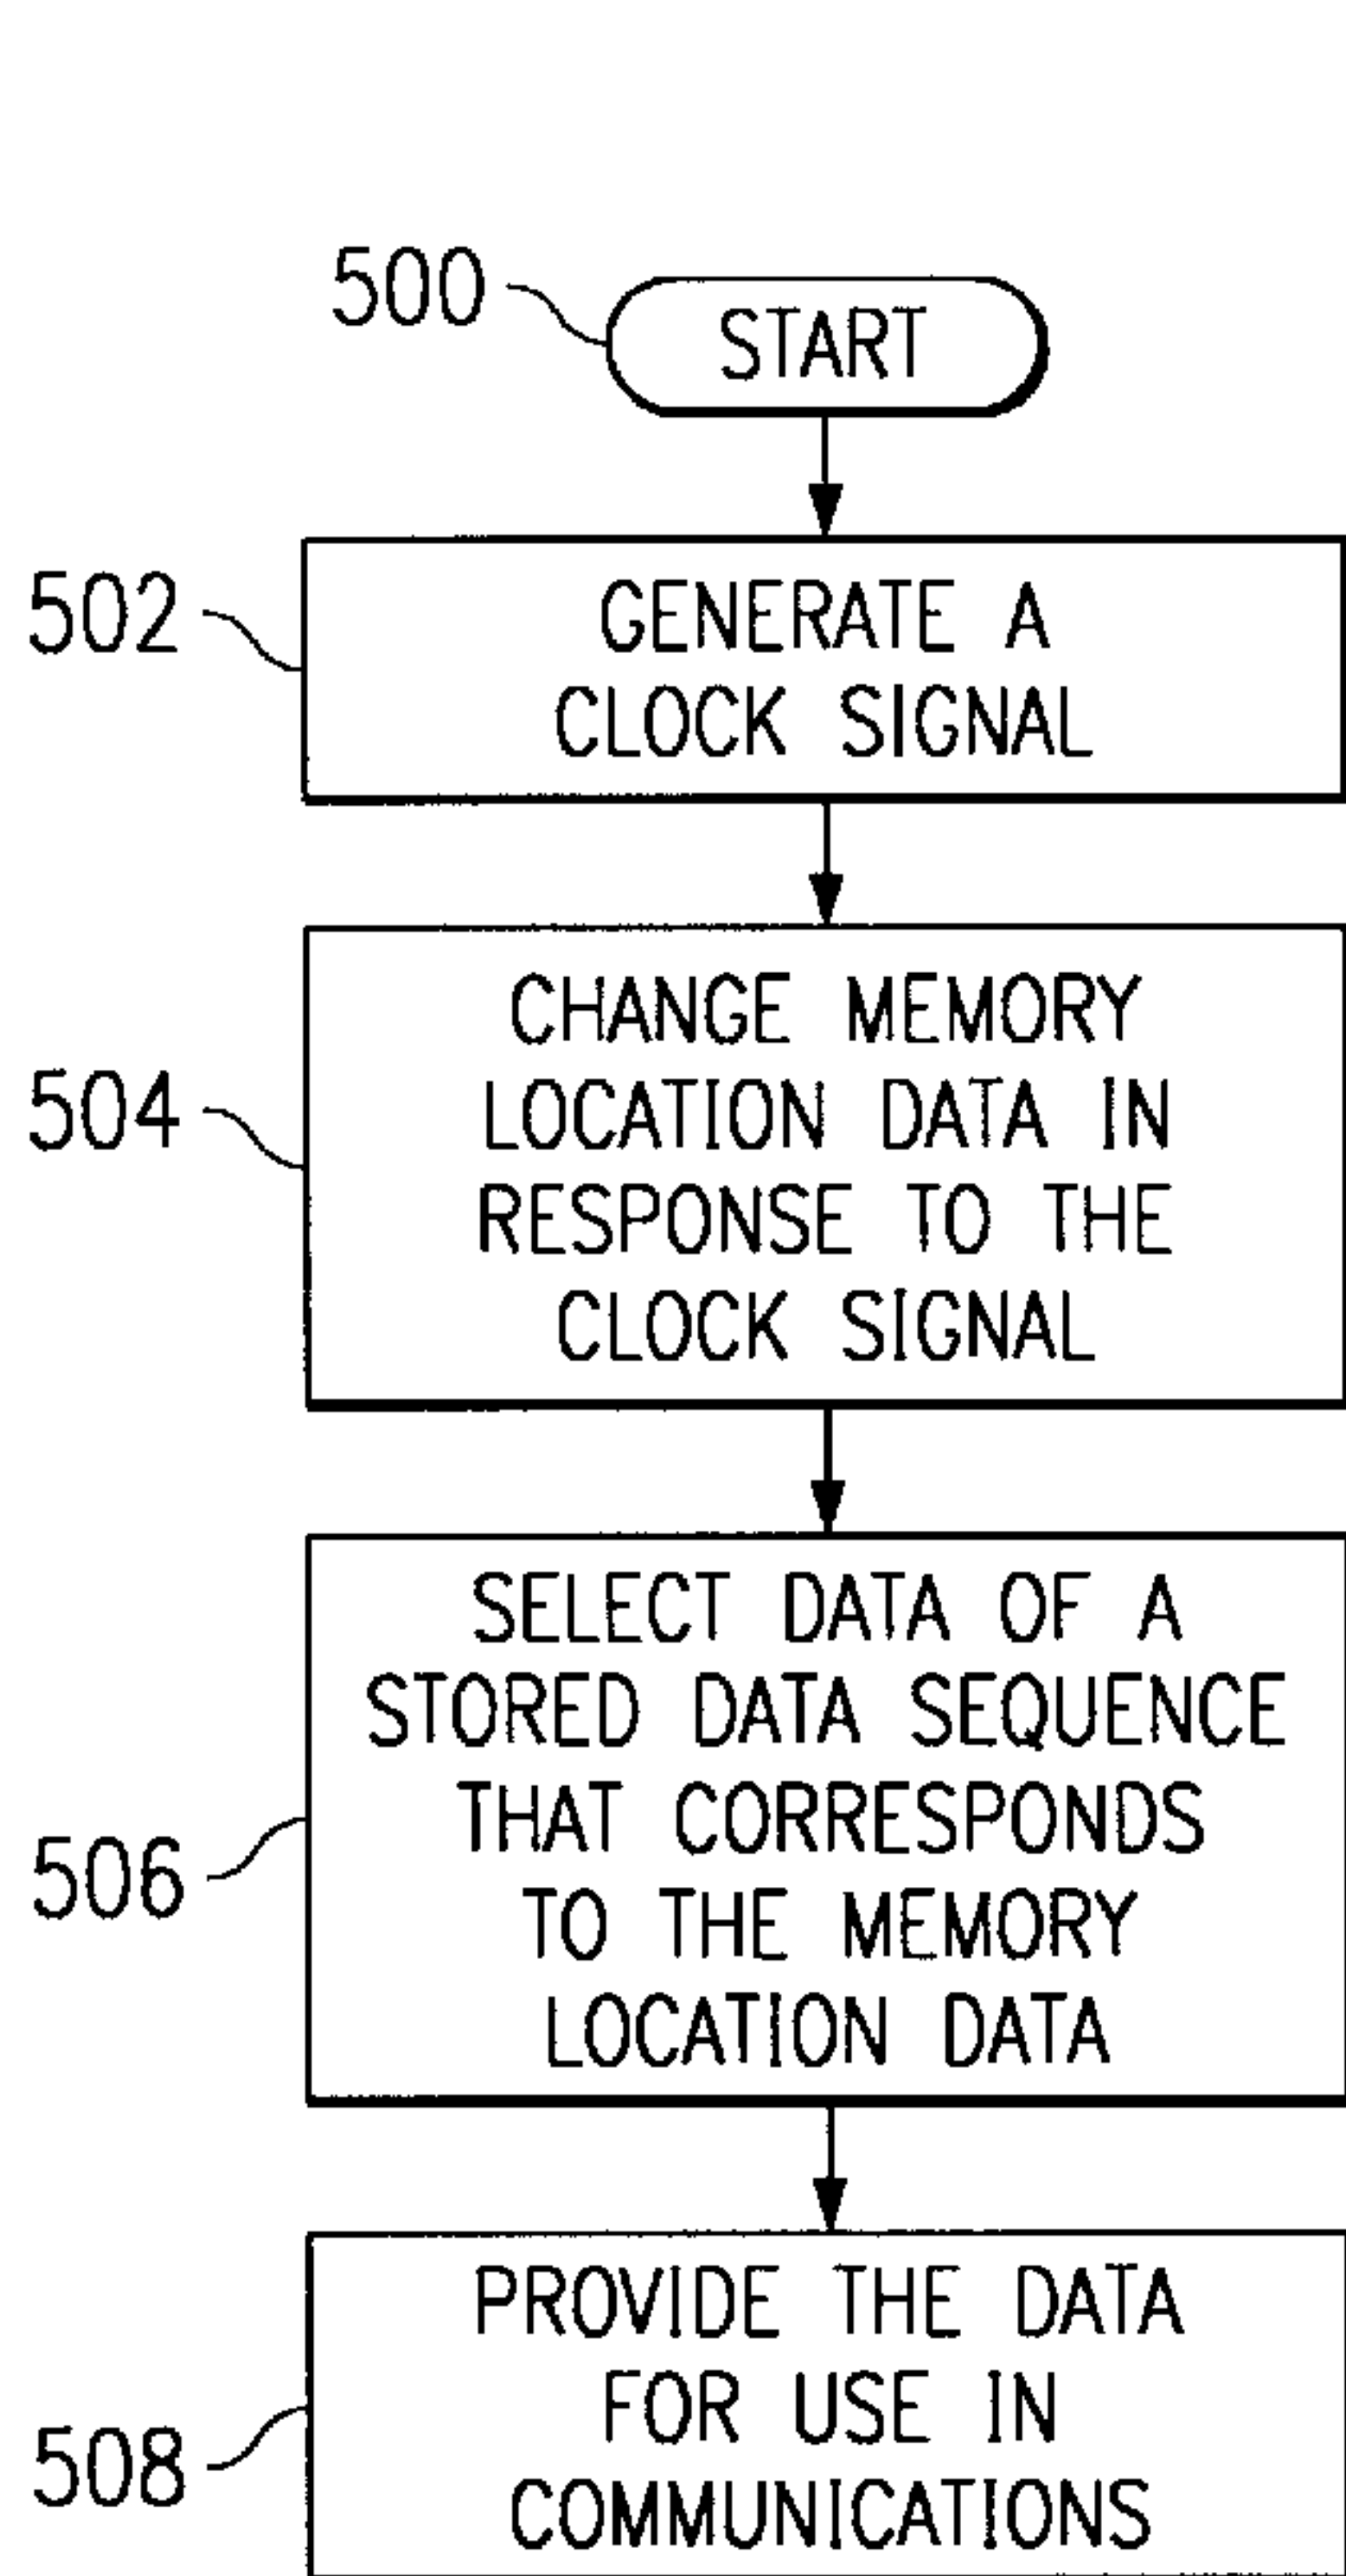 500
START
502
GENERATE A
CLOCK SIGNAL
504
CHANGE MEMORY
LOCATION DATA IN
RESPONSE TO THE
CLOCK SIGNAL
506
SELECT DATA OF A
STORED DATA SEQUENCE
THAT CORRESPONDS
TO THE MEMORY
LOCATION DATA
508
PROVIDE THE DATA
FOR USE IN
COMMUNICATIONS